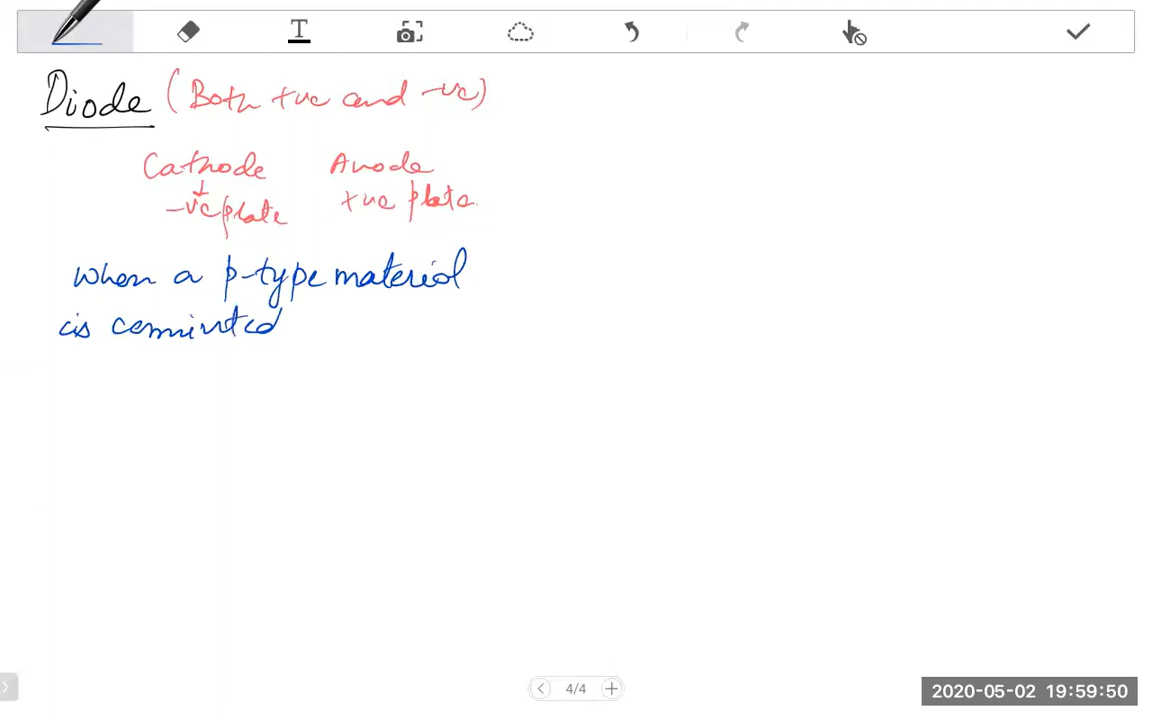 T
Diode (Both +ve and -ve)
Cathode Anode
-ve plate +ve plate
when a p-type material
is ceminted
4/4
2020-05-02 19:59:50